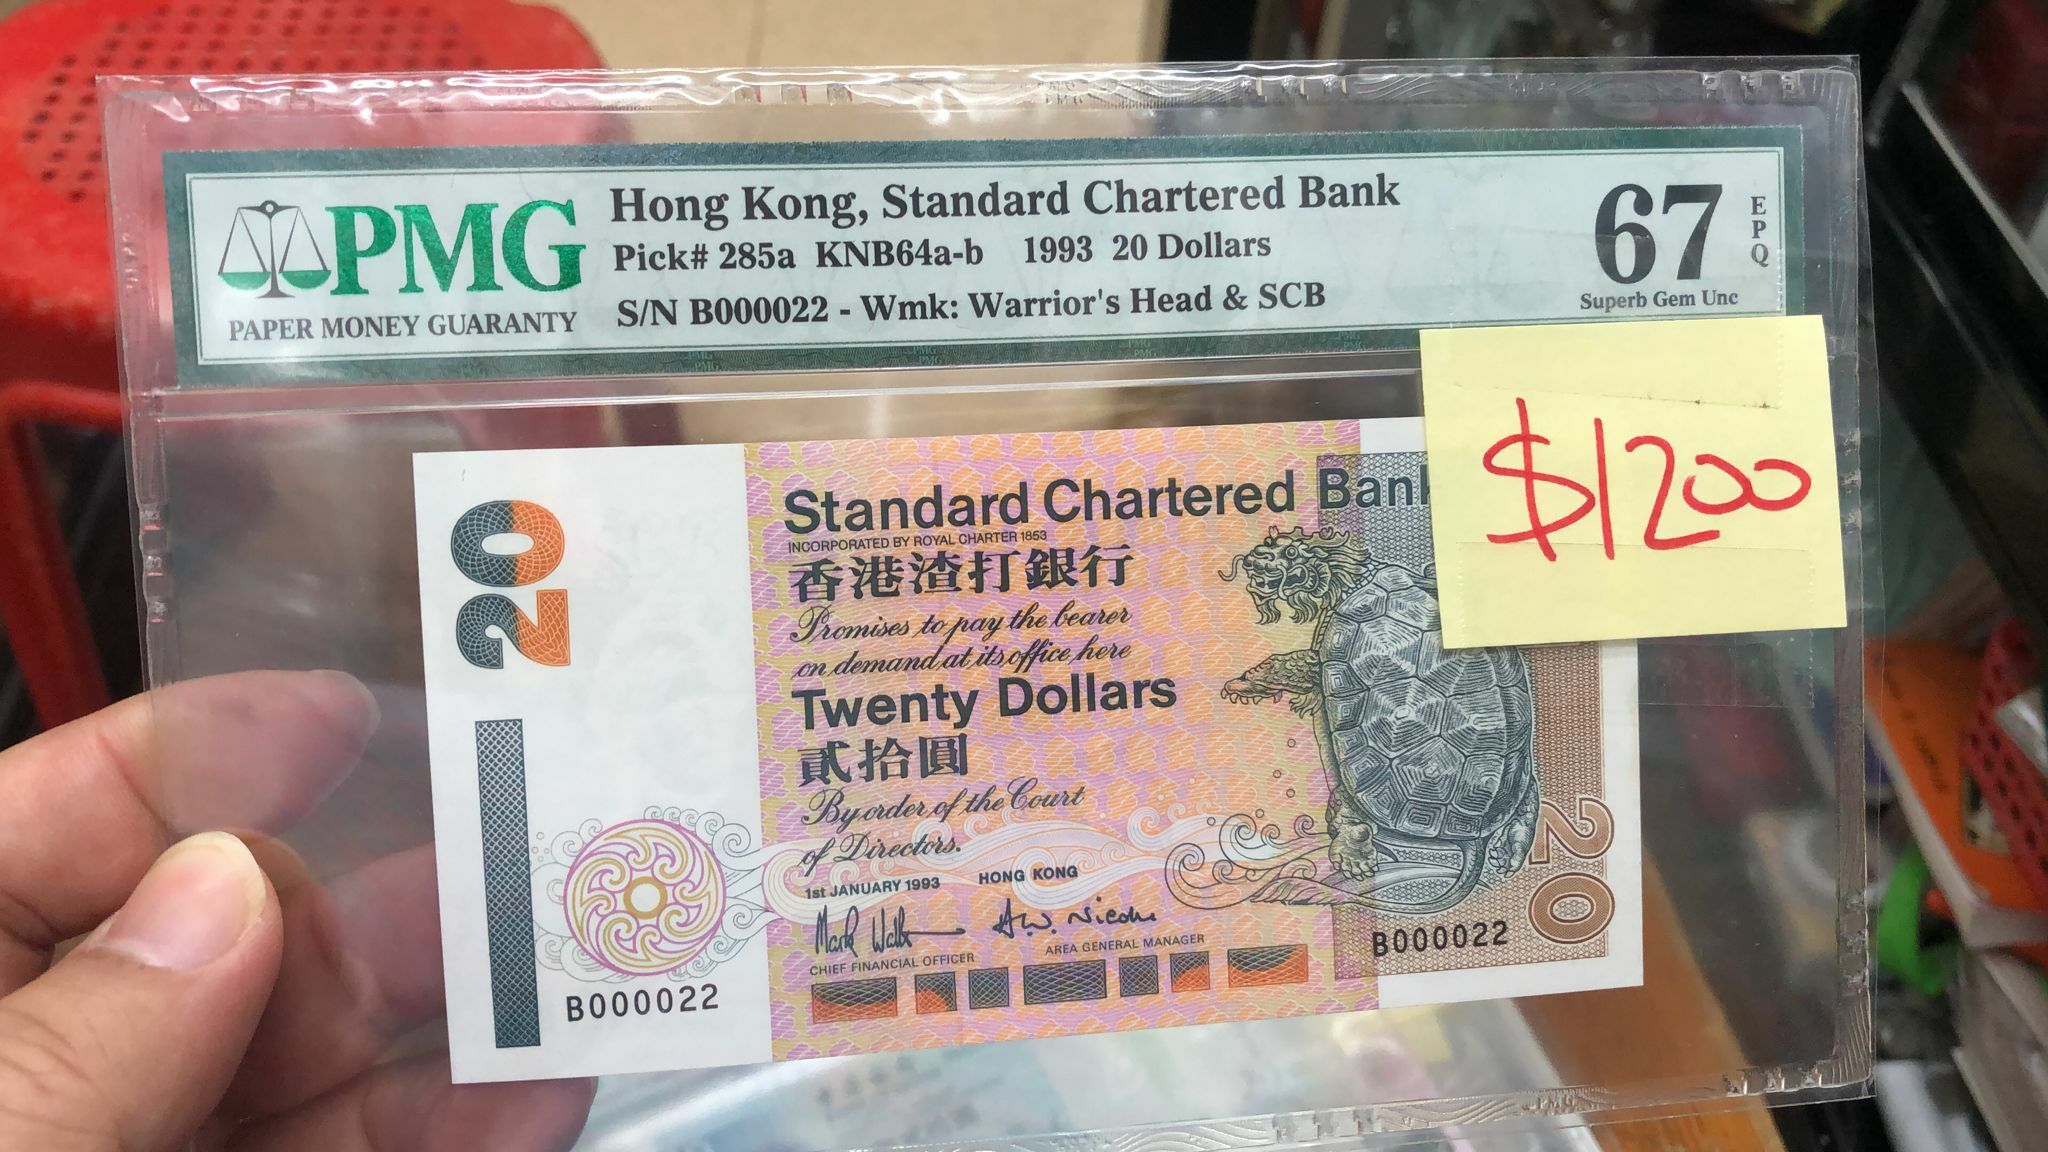 PMG
PAPER MONEY GUARANTY
Hong Kong, Standard Chartered Bank
Pick# 285a KNB64a-b 1993 20 Dollars
S/N B000022 - Wmk: Warrior's Head & SCB
67
EPQ
Superb Gem Unc
$1200
20
Standard Chartered Ban
INCORPORATED BY ROYAL CHARTER 1853
香港渣打銀行
Promises to pay the bearer
on demand at its office here
Twenty Dollars
貳拾圓
By order of the Court
of Directors.
1st JANUARY 1993 HONG KONG
Mark
CHIEF FINANCIAL OFFICER
AREA GENERAL MANAGER
B000022
B000022
20